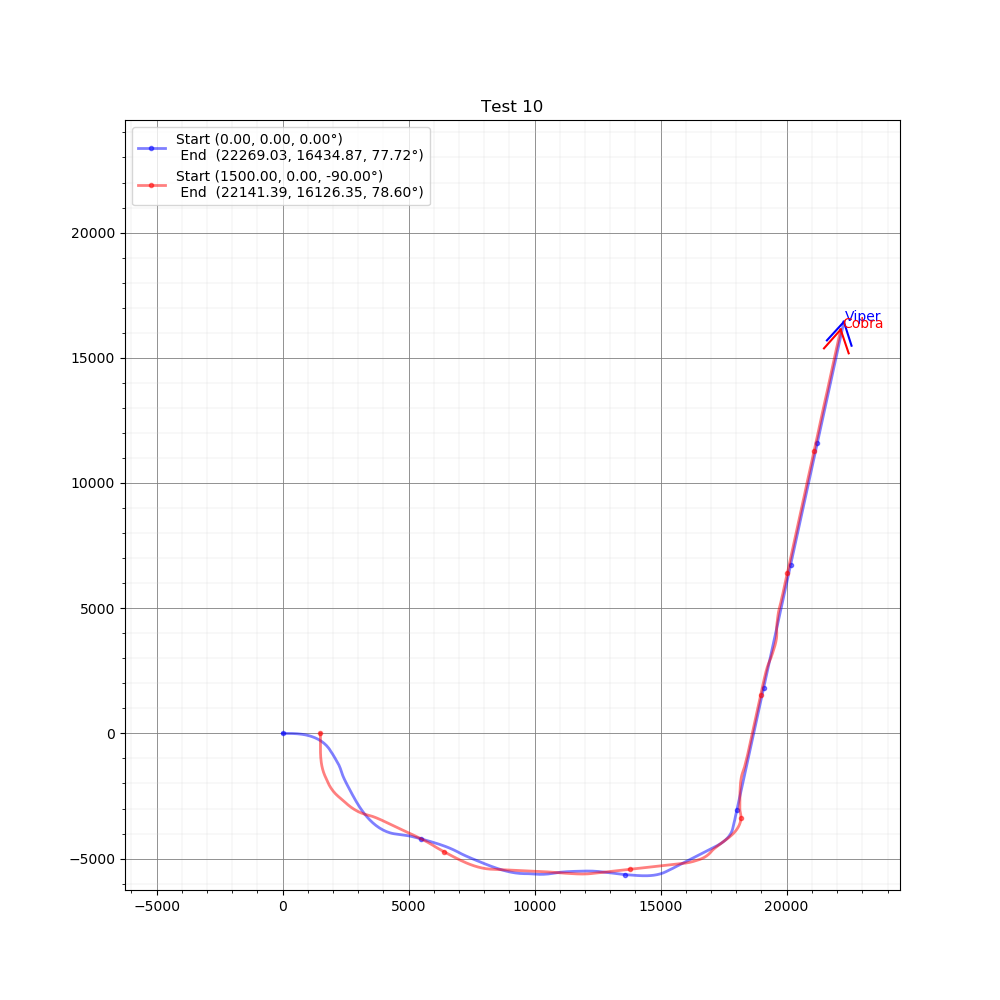 Test 10
Start (0.00, 0.00, 0.00°)
End (22269.03, 16434.87, 77.72°)
Start (1500.00, 0.00, -90.00°)
End (22141.39, 16126.35, 78.60°)
20000
15000
10000
5000
0
−5000
Viper
Cobra
−5000
0
5000
10000
15000
20000